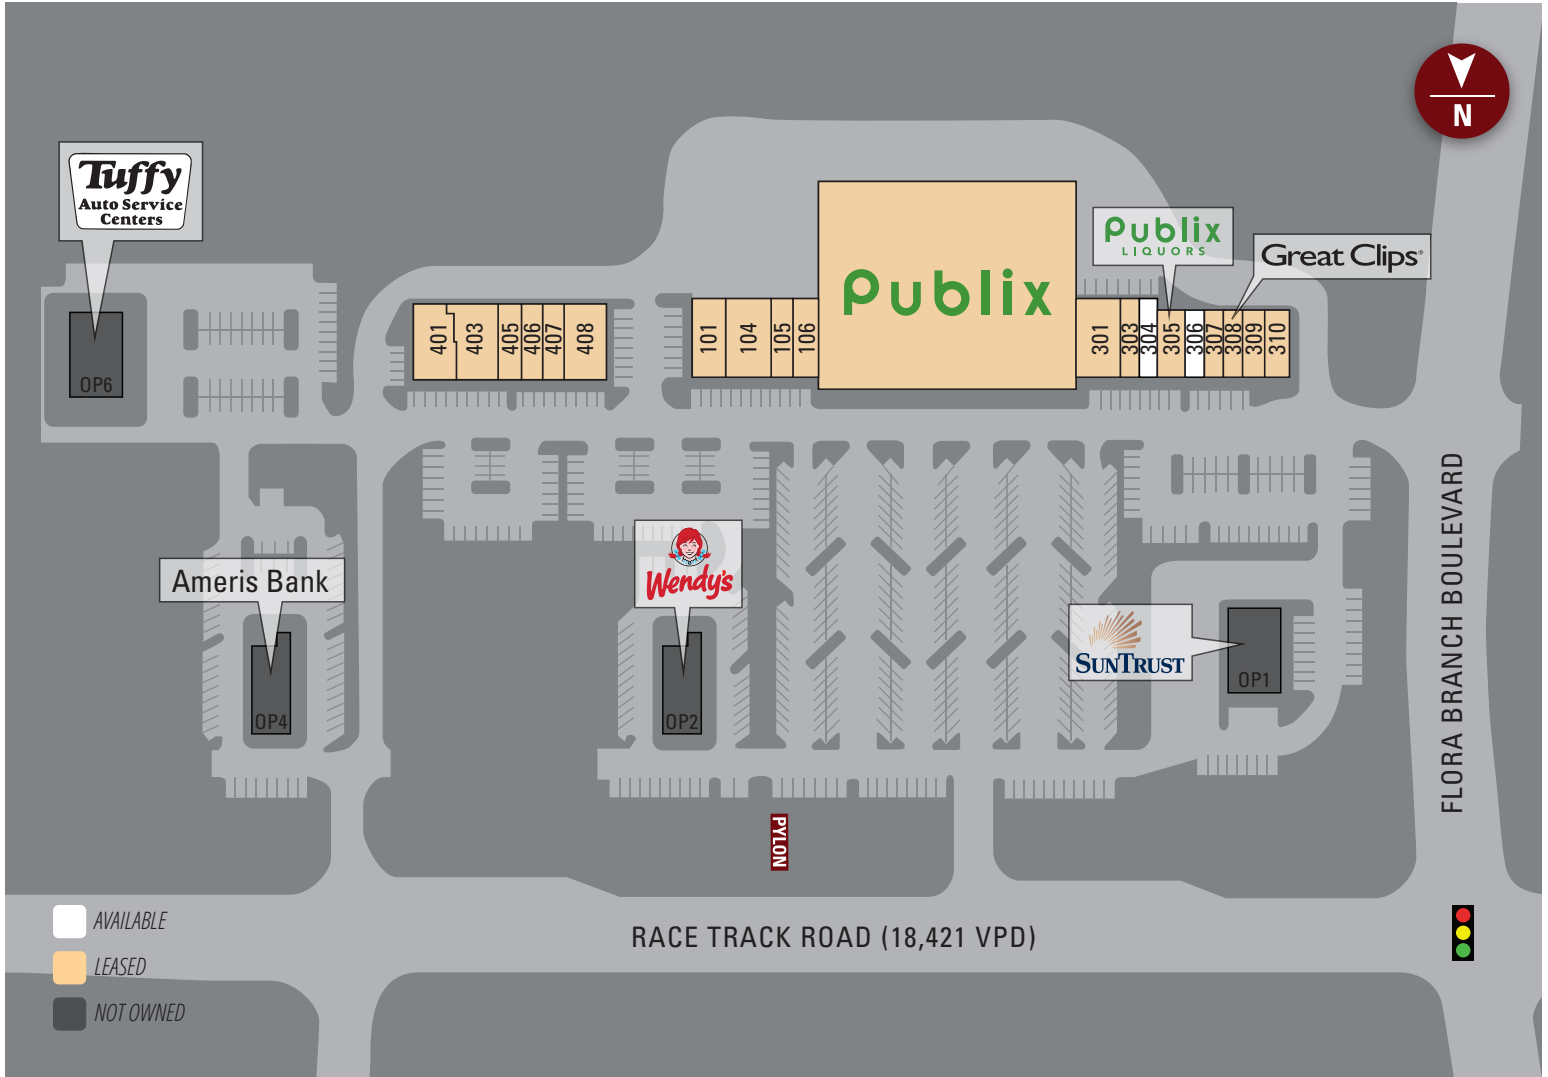 N
Tuffy
Auto Service
Centers
Publix
LIQUORS
Great Clips®
Publix
401
403
405
406
407
408
101
104
105
106
301
303
304
305
306
307
308
309
310
OP6
Ameris Bank
OP4
Wendy's
OP2
SUNTRUST
OP1
FLORA BRANCH BOULEVARD
PYLON
RACE TRACK ROAD (18,421 VPD)
AVAILABLE
LEASED
NOT OWNED